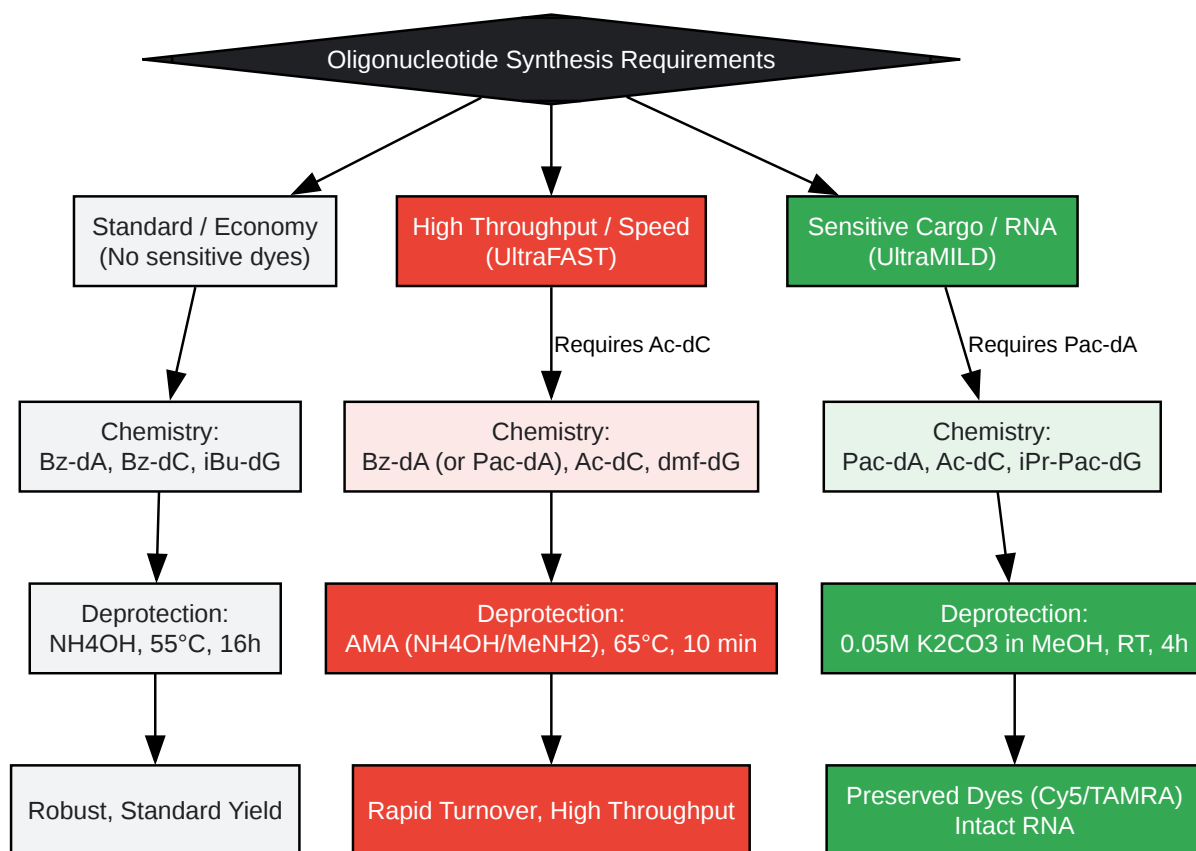 Oligonucleotide Synthesis Requirements
Standard / Economy
(No sensitive dyes)
High Throughput / Speed
(UltraFAST)
Sensitive Cargo / RNA
(UltraMILD)
Requires Ac-dC
Requires Pac-dA
Chemistry:
Bz-dA, Bz-dC, iBu-dG
Chemistry:
Bz-dA (or Pac-dA), Ac-dC, dmf-dG
Chemistry:
Pac-dA, Ac-dC, iPr-Pac-dG
Deprotection:
NH4OH, 55°C, 16h
Deprotection:
AMA (NH4OH/MeNH2), 65°C, 10 min
Deprotection:
0.05M K2CO3 in MeOH, RT, 4h
Robust, Standard Yield
Rapid Turnover, High Throughput
Preserved Dyes (Cy5/TAMRA)
Intact RNA